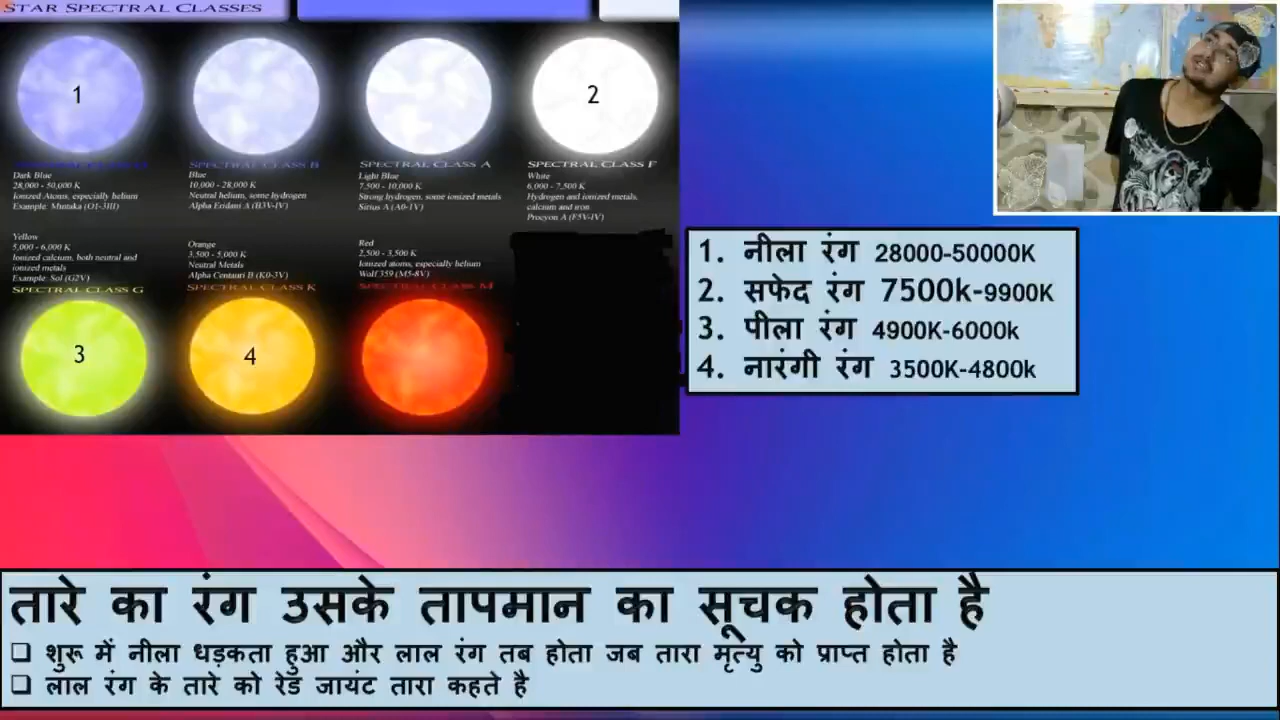 STAR SPECTRAL CLASSES
1
2
SPECTRAL CLASS B
SPECTRAL CLASS A
SPECTRAL CLASS F
Dark Blue
28,000 - 50,000 K
Ionized Atoms, especially helium
Example: Mintaka (O1-3III)
Blue
10,000 - 28,000 K
Neutral helium, some hydrogen
Alpha Eridani A (B3V-IV)
Light Blue
7,500 - 10,000 K
Strong hydrogen, some ionized metals
Sirius A (A0-1V)
White
6,000 - 7,500 K
Hydrogen and ionized metals,
calcium and iron
Procyon A (F5V-IV)
Yellow
5,000 - 6,000 K
Ionized calcium, both neutral and
ionized metals
Example: Sol (G2V)
SPECTRAL CLASS G
Orange
3,500 - 5,000 K
Neutral Metals
Alpha Centauri B (K0-3V)
SPECTRAL CLASS K
Red
2,500 - 3,500 K
Ionized atoms, especially helium
Wolf 359 (M5-8V)
SPECTRAL CLASS M
3
4
1. नीला रंग 28000-50000K
2. सफेद रंग 7500k-9900K
3. पीला रंग 4900K-6000k
4. नारंगी रंग 3500K-4800k
तारे का रंग उसके तापमान का सूचक होता है
❑ शुरू में नीला धड़कता हुआ और लाल रंग तब होता जब तारा मृत्यु को प्राप्त होता है
❑ लाल रंग के तारे को रेड जायंट तारा कहते है